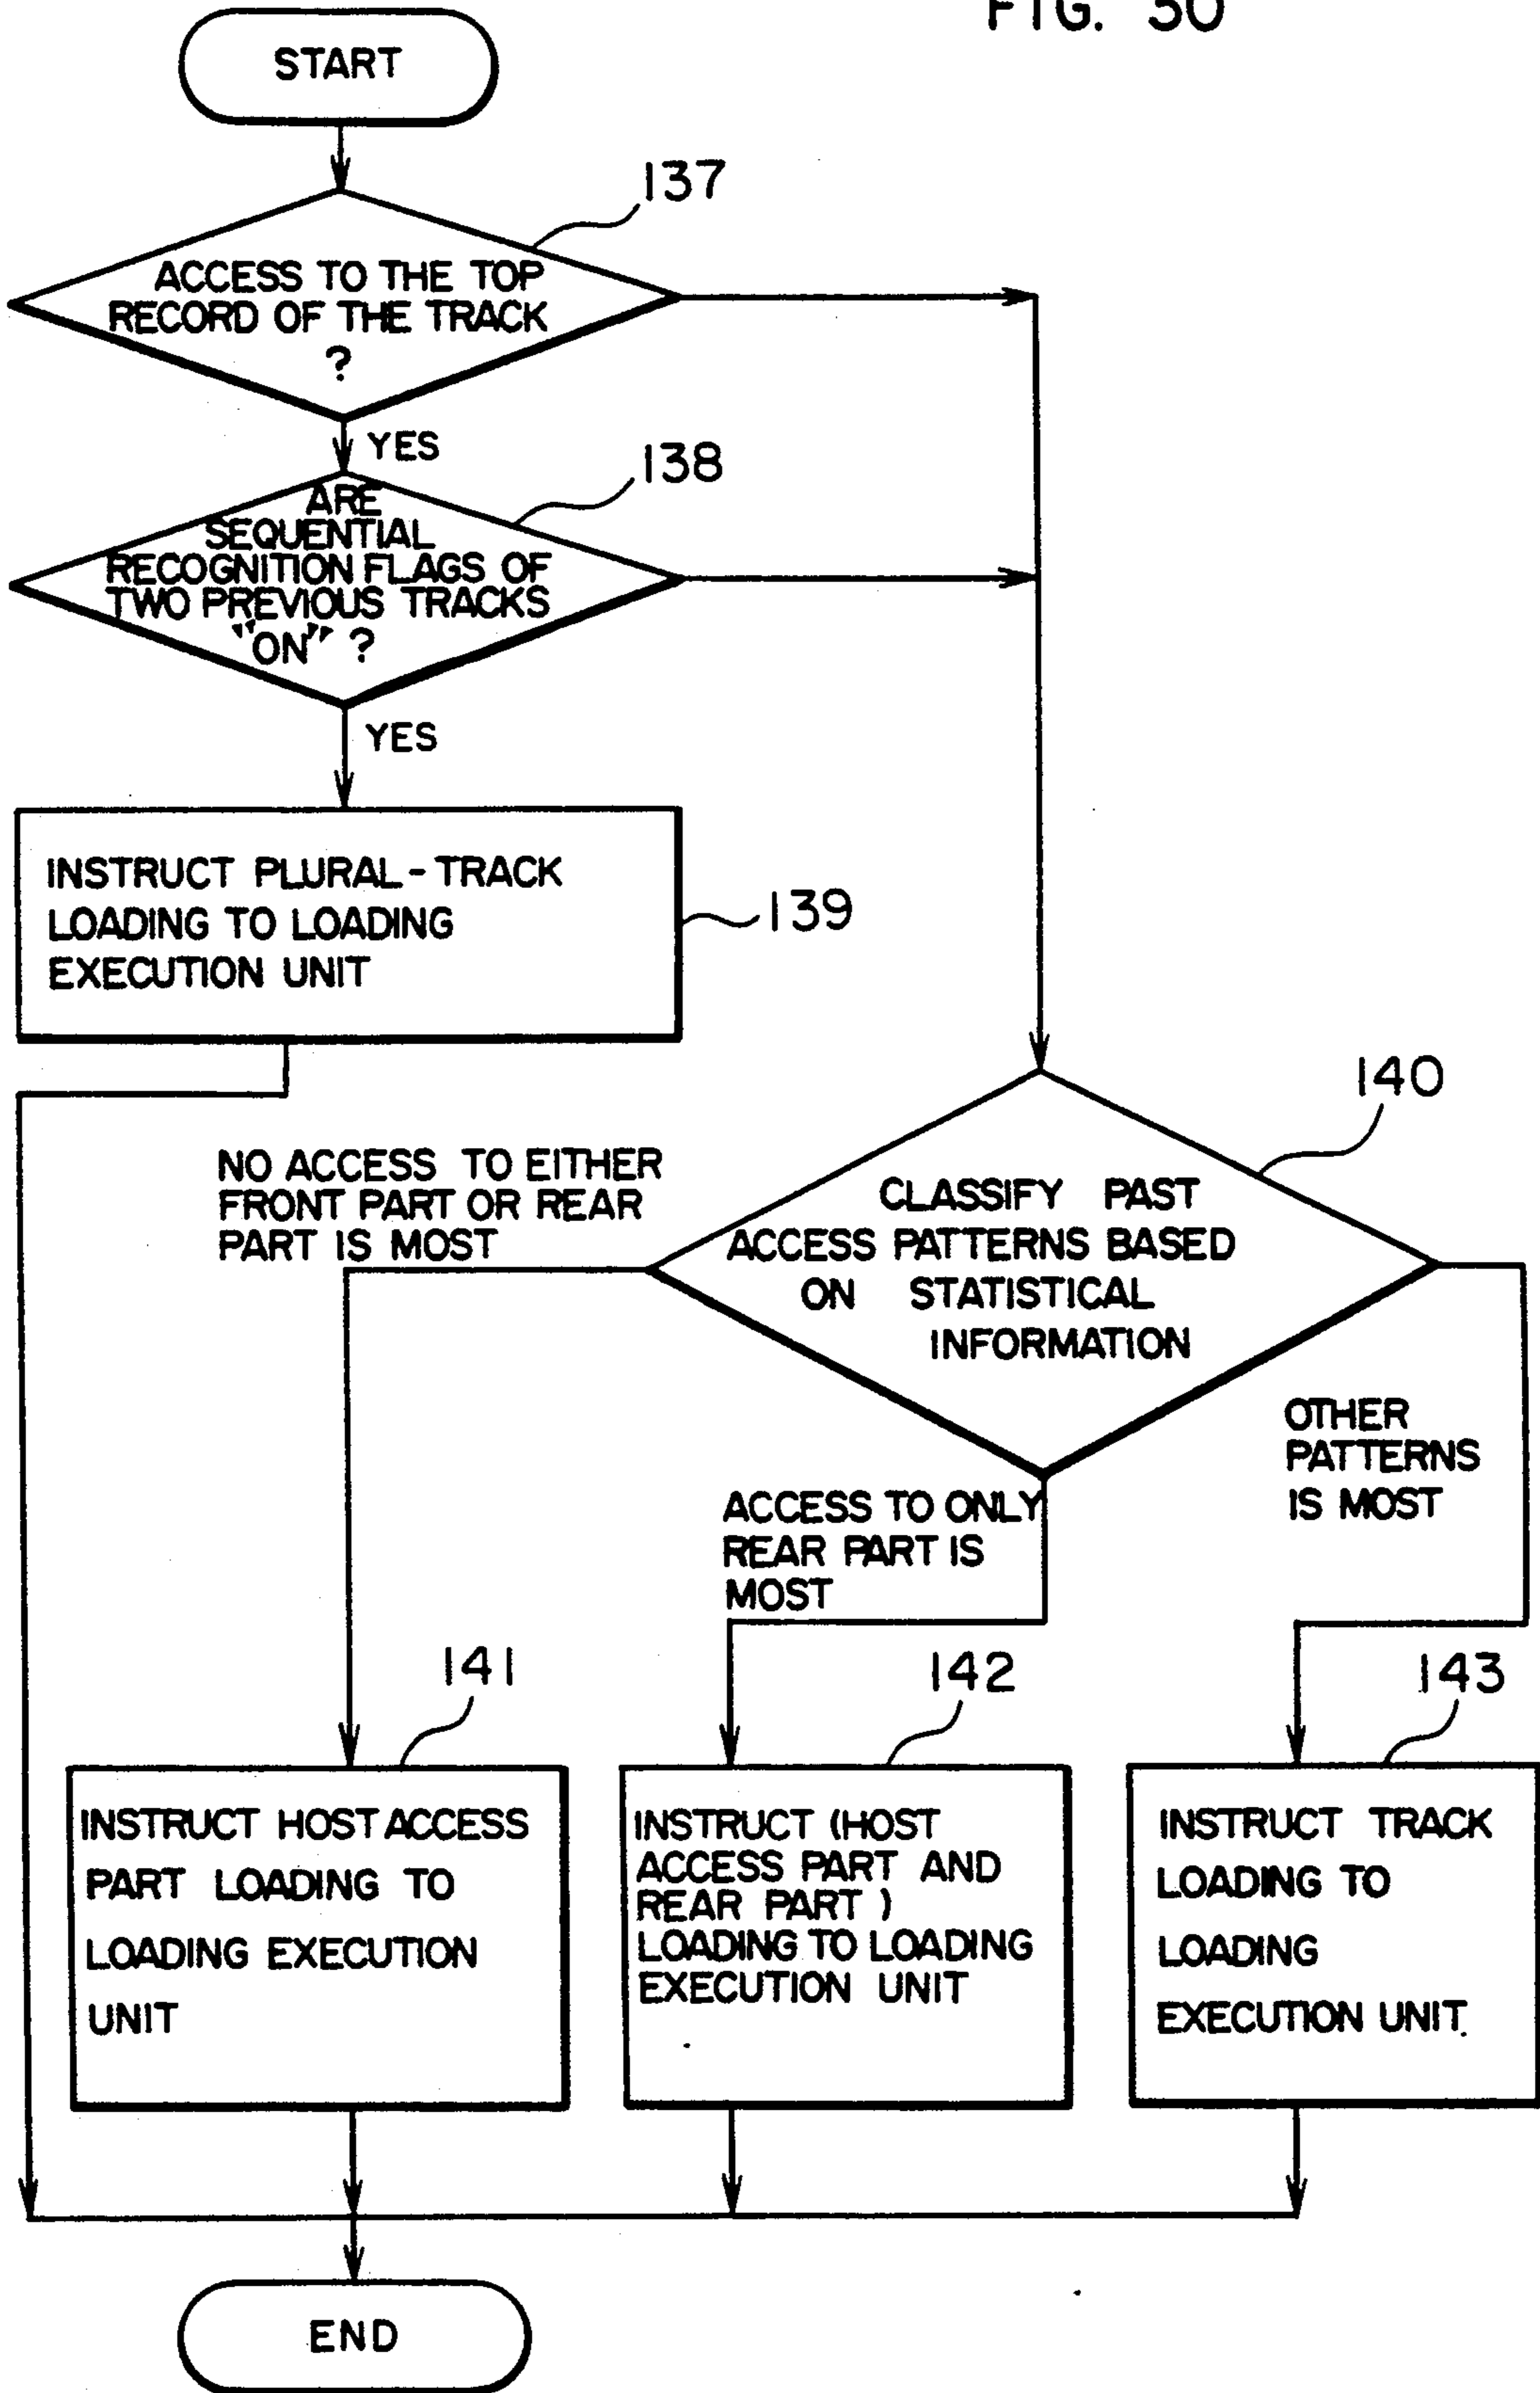 FIG. 30
START
137
ACCESS TO THE TOP
RECORD OF THE TRACK
?
YES
138
ARE
SEQUENTIAL
RECOGNITION FLAGS OF
TWO PREVIOUS TRACKS
"ON" ?
YES
INSTRUCT PLURAL-TRACK
LOADING TO LOADING
EXECUTION UNIT
139
140
NO ACCESS TO EITHER
FRONT PART OR REAR
PART IS MOST
CLASSIFY PAST
ACCESS PATTERNS BASED
ON STATISTICAL
INFORMATION
OTHER
PATTERNS
IS MOST
ACCESS TO ONLY
REAR PART IS
MOST
141
142
143
INSTRUCT HOST ACCESS
PART LOADING TO
LOADING EXECUTION
UNIT
INSTRUCT (HOST
ACCESS PART AND
REAR PART)
LOADING TO LOADING
EXECUTION UNIT
INSTRUCT TRACK
LOADING TO
LOADING
EXECUTION UNIT
END